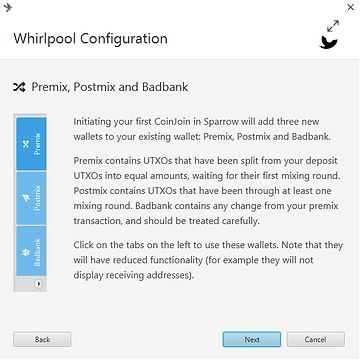 Whirlpool Configuration
Premix, Postmix and Badbank
Premix
Postmix
Badbank
Initiating your first CoinJoin in Sparrow will add three new
wallets to your existing wallet: Premix, Postmix and Badbank.
Premix contains UTXOs that have been split from your deposit
UTXOs into equal amounts, waiting for their first mixing round.
Postmix contains UTXOs that have been through at least one
mixing round. Badbank contains any change from your premix
transaction, and should be treated carefully.
Click on the tabs on the left to use these wallets. Note that they
will have reduced functionality (for example they will not
display receiving addresses).
Back
Next
Cancel